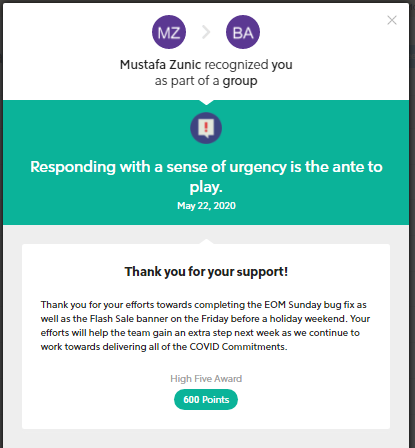 MZ BA
Mustafa Zunic recognized you
as part of a group
Responding with a sense of urgency is the ante to
play.
May 22, 2020
Thank you for your support!
Thank you for your efforts towards completing the EOM Sunday bug fix as
well as the Flash Sale banner on the Friday before a holiday weekend. Your
efforts will help the team gain an extra step next week as we continue to
work towards delivering all of the COVID Commitments.
High Five Award
600 Points